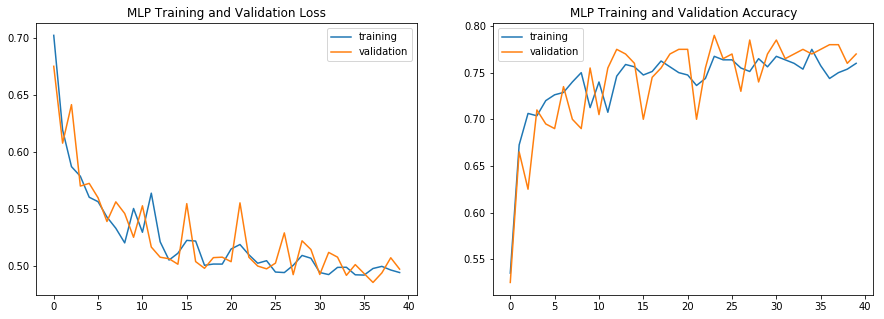 MLP Training and Validation Loss
training
validation
0.70
0.65
0.60
0.55
0.50
0 5 10 15 20 25 30 35 40
MLP Training and Validation Accuracy
training
validation
0.80
0.75
0.70
0.65
0.60
0.55
0 5 10 15 20 25 30 35 40